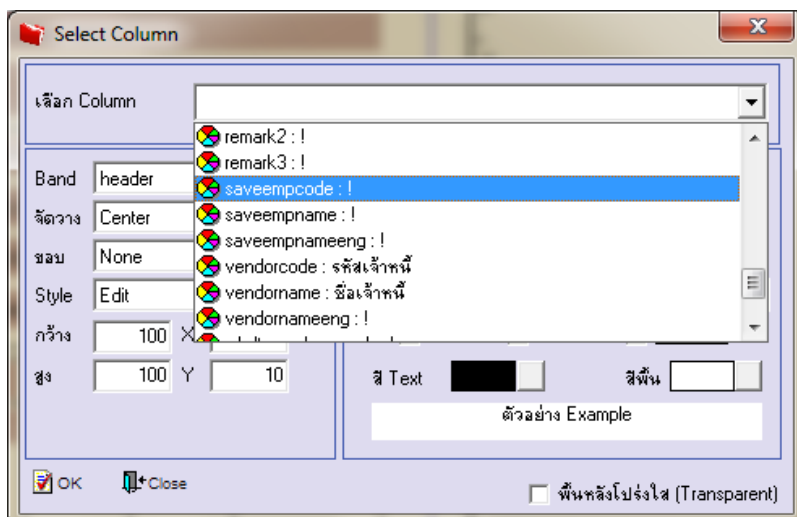 Select Column
เลือก Column
remark2 : !
remark3 : !
saveempcode : !
saveempname : !
saveempnameeng : !
vendorcode : รหัสเจ้าหนี้
vendorname : ชื่อเจ้าหนี้
vendornameeng : !
Band header
จัดวาง Center
ขอบ None
Style Edit
กว้าง 100 X
สูง 100 Y 10
สี Text สีพื้น
ตัวอย่าง Example
OK Close
พื้นหลังโปร่งใส (Transparent)